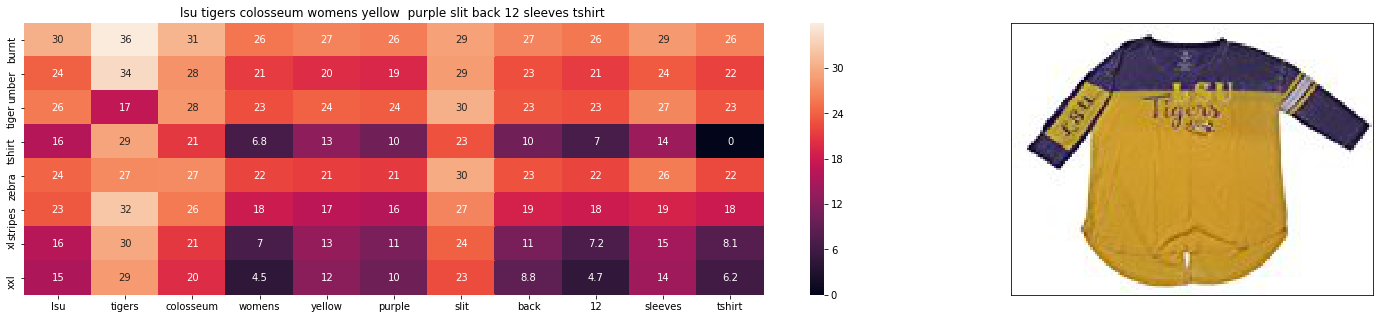 lsu tigers colosseum womens yellow  purple slit back 12 sleeves tshirt
burnt 30 36 31 26 27 26 29 27 26 29 26
umber 24 34 28 21 20 19 29 23 21 24 22
tiger 26 17 28 23 24 24 30 23 23 27 23
tshirt 16 29 21 6.8 13 10 23 10 7 14 0
zebra 24 27 27 22 21 21 30 23 22 26 22
stripes 23 32 26 18 17 16 27 19 18 19 18
xl 16 30 21 7 13 11 24 11 7.2 15 8.1
xxl 15 29 20 4.5 12 10 23 8.8 4.7 14 6.2
lsu tigers colosseum womens yellow purple slit back 12 sleeves tshirt
30
24
18
12
6
0
LSU
LSU
Tigers